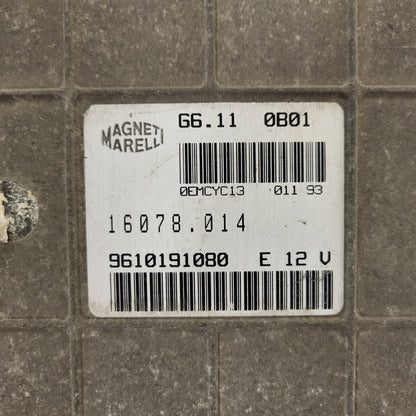 MAGNETI
MARELLI
G6.11 0B01
0EMCYC13 011 93
16078.014
9610191080 E 12 V